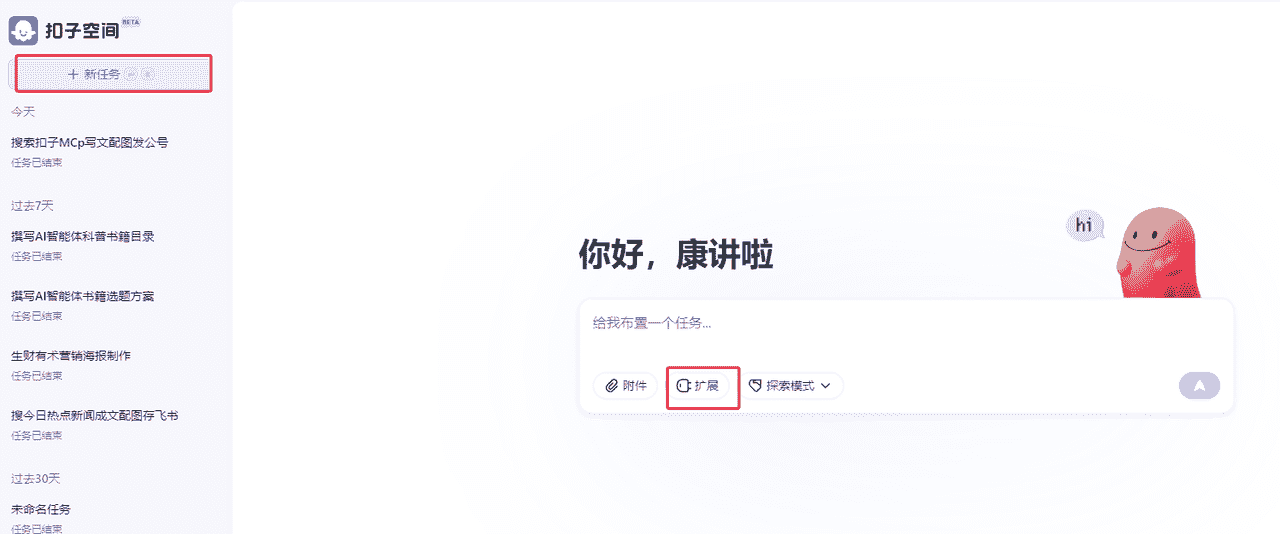 扣子空间 BETA
+ 新任务
今天
搜索扣子MCp写文配图发公号
任务已结束
过去7天
撰写AI智能体科普书籍目录
任务已结束
撰写AI智能体书籍选题方案
任务已结束
生财有术营销海报制作
任务已结束
搜今日热点新闻成文配图存飞书
任务已结束
过去30天
未命名任务
任务已结束
hi
你好，康讲啦
给我布置一个任务...
附件 扩展 探索模式